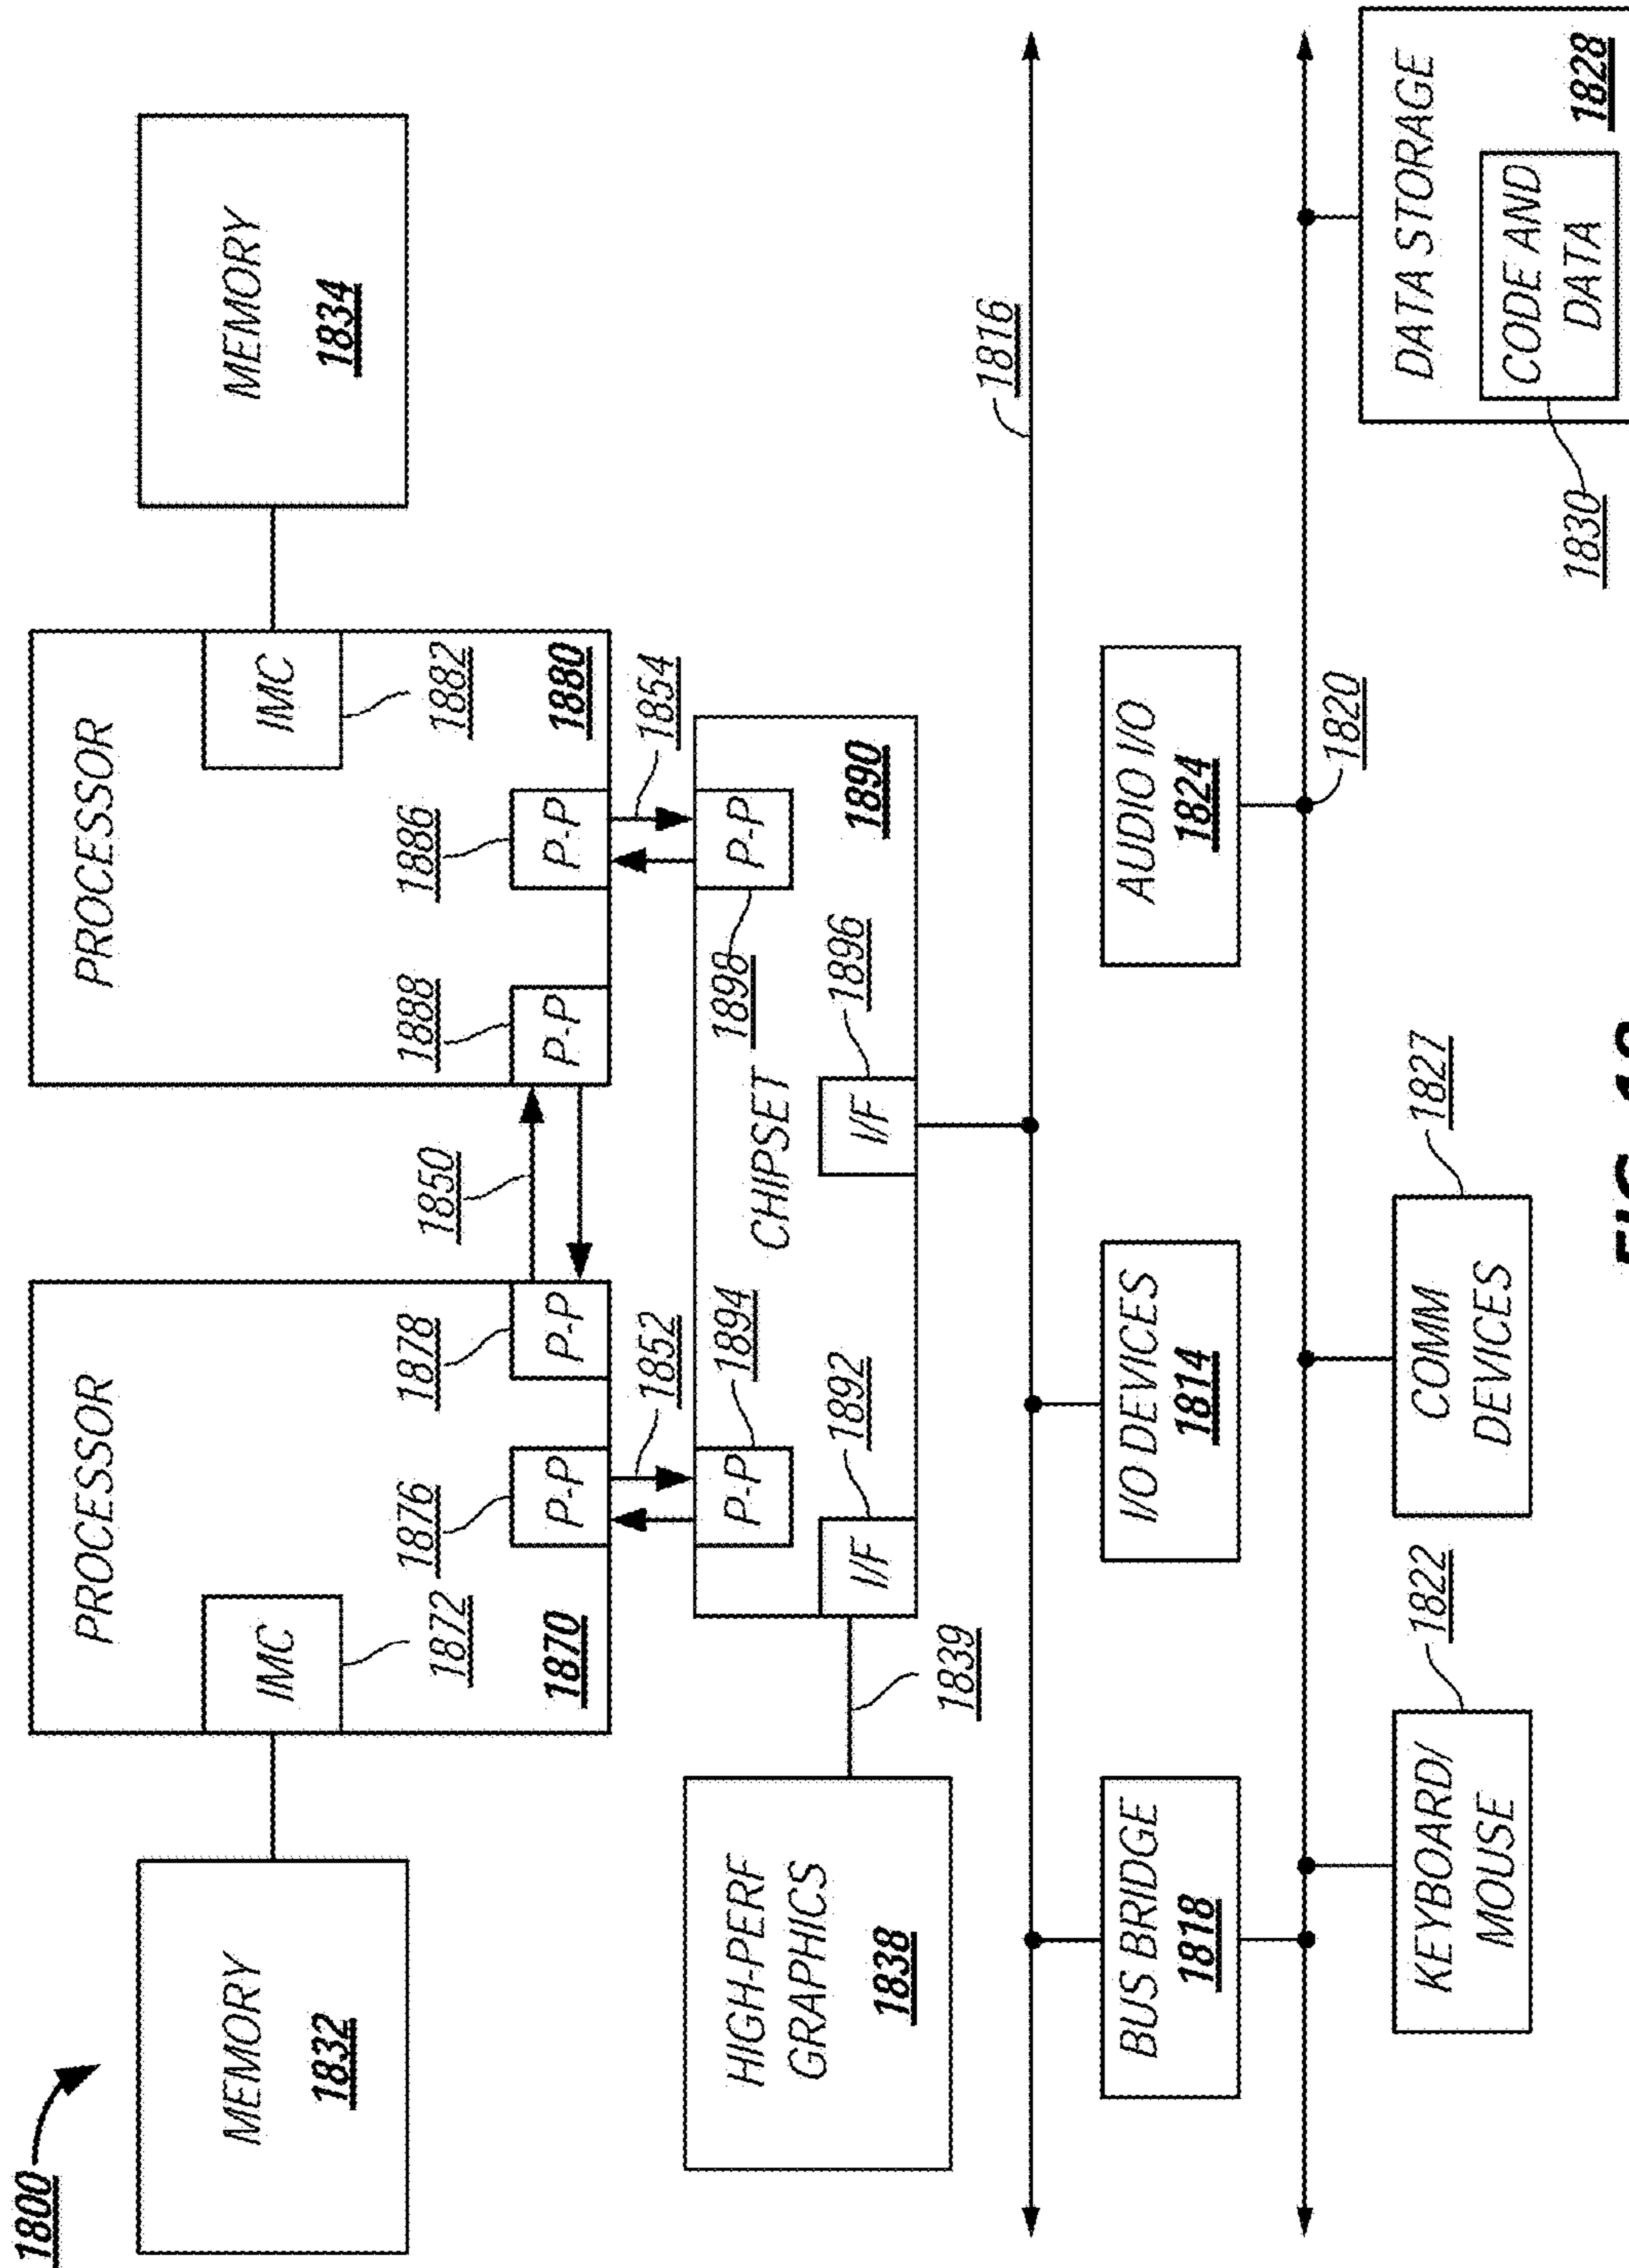 1800
MEMORY
1832
PROCESSOR
IMC
1872
1870
1876
P-P
1878
P-P
1850
PROCESSOR
1888
P-P
1886
P-P
IMC
1882
1880
MEMORY
1834
1852
1854
HIGH-PERF
GRAPHICS
1838
1839
P-P
1894
I/F
1892
CHIPSET
1898
P-P
I/F
1896
1890
1816
BUS BRIDGE
1818
I/O DEVICES
1814
AUDIO I/O
1824
1820
KEYBOARD/
MOUSE
1822
COMM
DEVICES
1827
DATA STORAGE
CODE AND
DATA
1828
1830